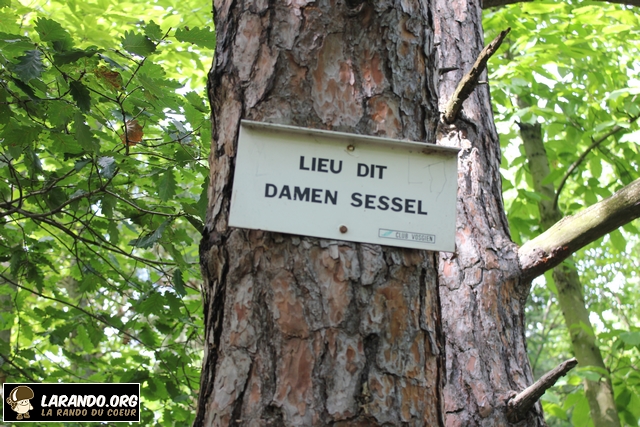 LIEU DIT
DAMEN SESSEL
CLUB VOSGIEN
LARANDO.ORG
LA RANDO DU COEUR